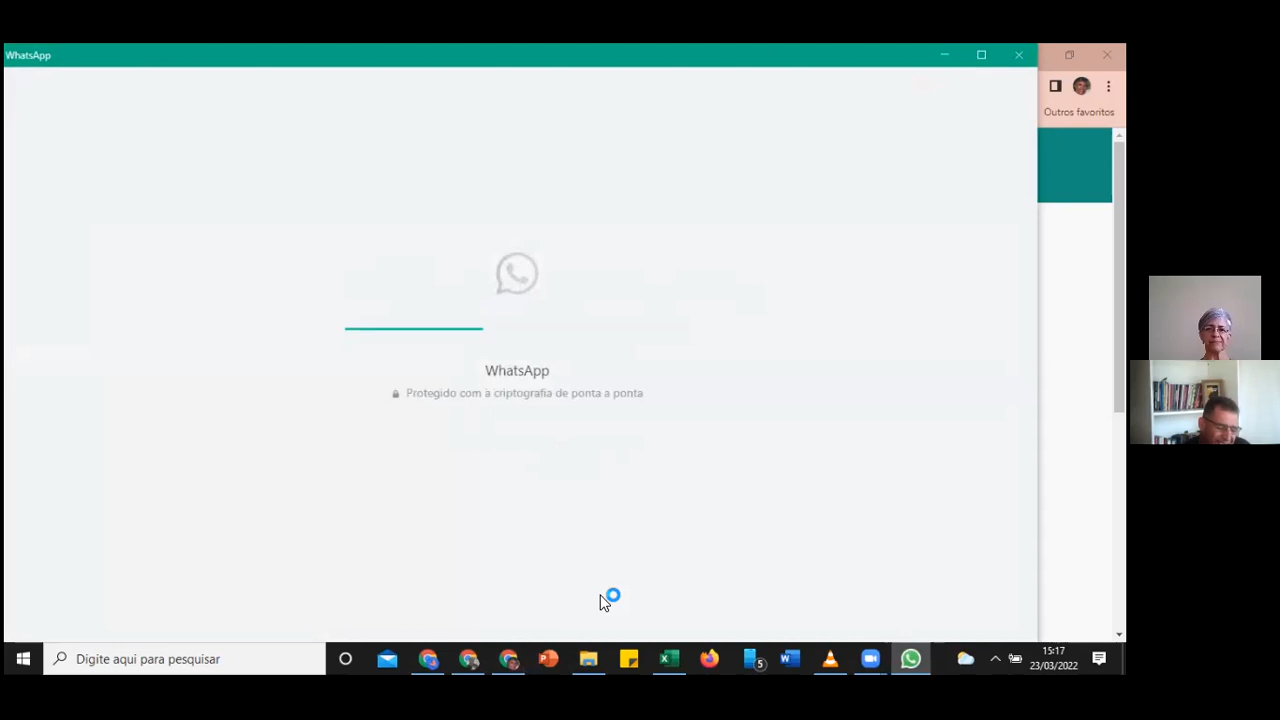 WhatsApp
Outros favoritos
WhatsApp
Protegido com a criptografia de ponta a ponta
Digite aqui para pesquisar
5
15:17
23/03/2022